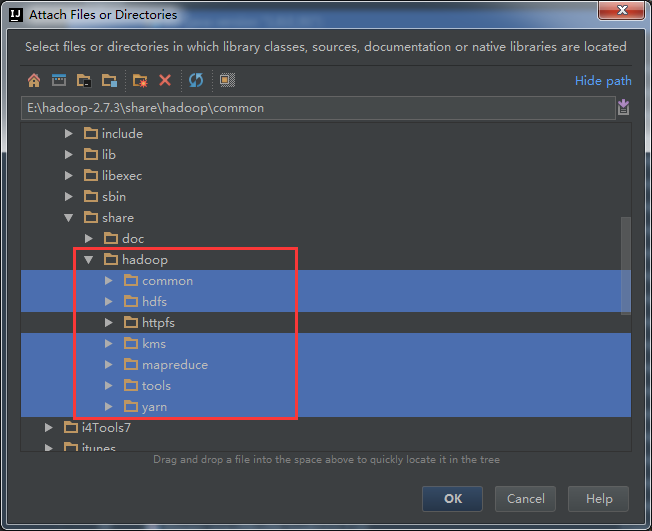 Attach Files or Directories
Select files or directories in which library classes, sources, documentation or native libraries are located
Hide path
E:\hadoop-2.7.3\share\hadoop\common
include
lib
libexec
sbin
share
doc
hadoop
common
hdfs
httpfs
kms
mapreduce
tools
yarn
i4Tools7
itunes
Drag and drop a file into the space above to quickly locate it in the tree
OK Cancel Help